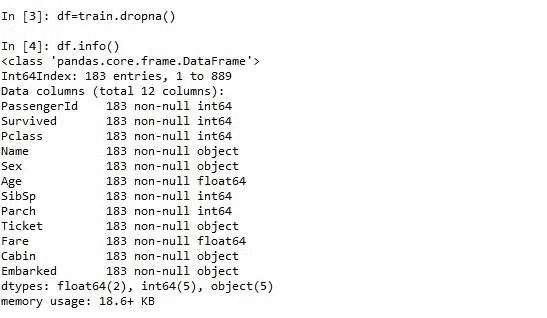 In [3]: df=train.dropna()
In [4]: df.info()
<class 'pandas.core.frame.DataFrame'>
Int64Index: 183 entries, 1 to 889
Data columns (total 12 columns):
PassengerId    183 non-null int64
Survived       183 non-null int64
Pclass         183 non-null int64
Name           183 non-null object
Sex            183 non-null object
Age            183 non-null float64
SibSp          183 non-null int64
Parch          183 non-null int64
Ticket         183 non-null object
Fare           183 non-null float64
Cabin          183 non-null object
Embarked       183 non-null object
dtypes: float64(2), int64(5), object(5)
memory usage: 18.6+ KB